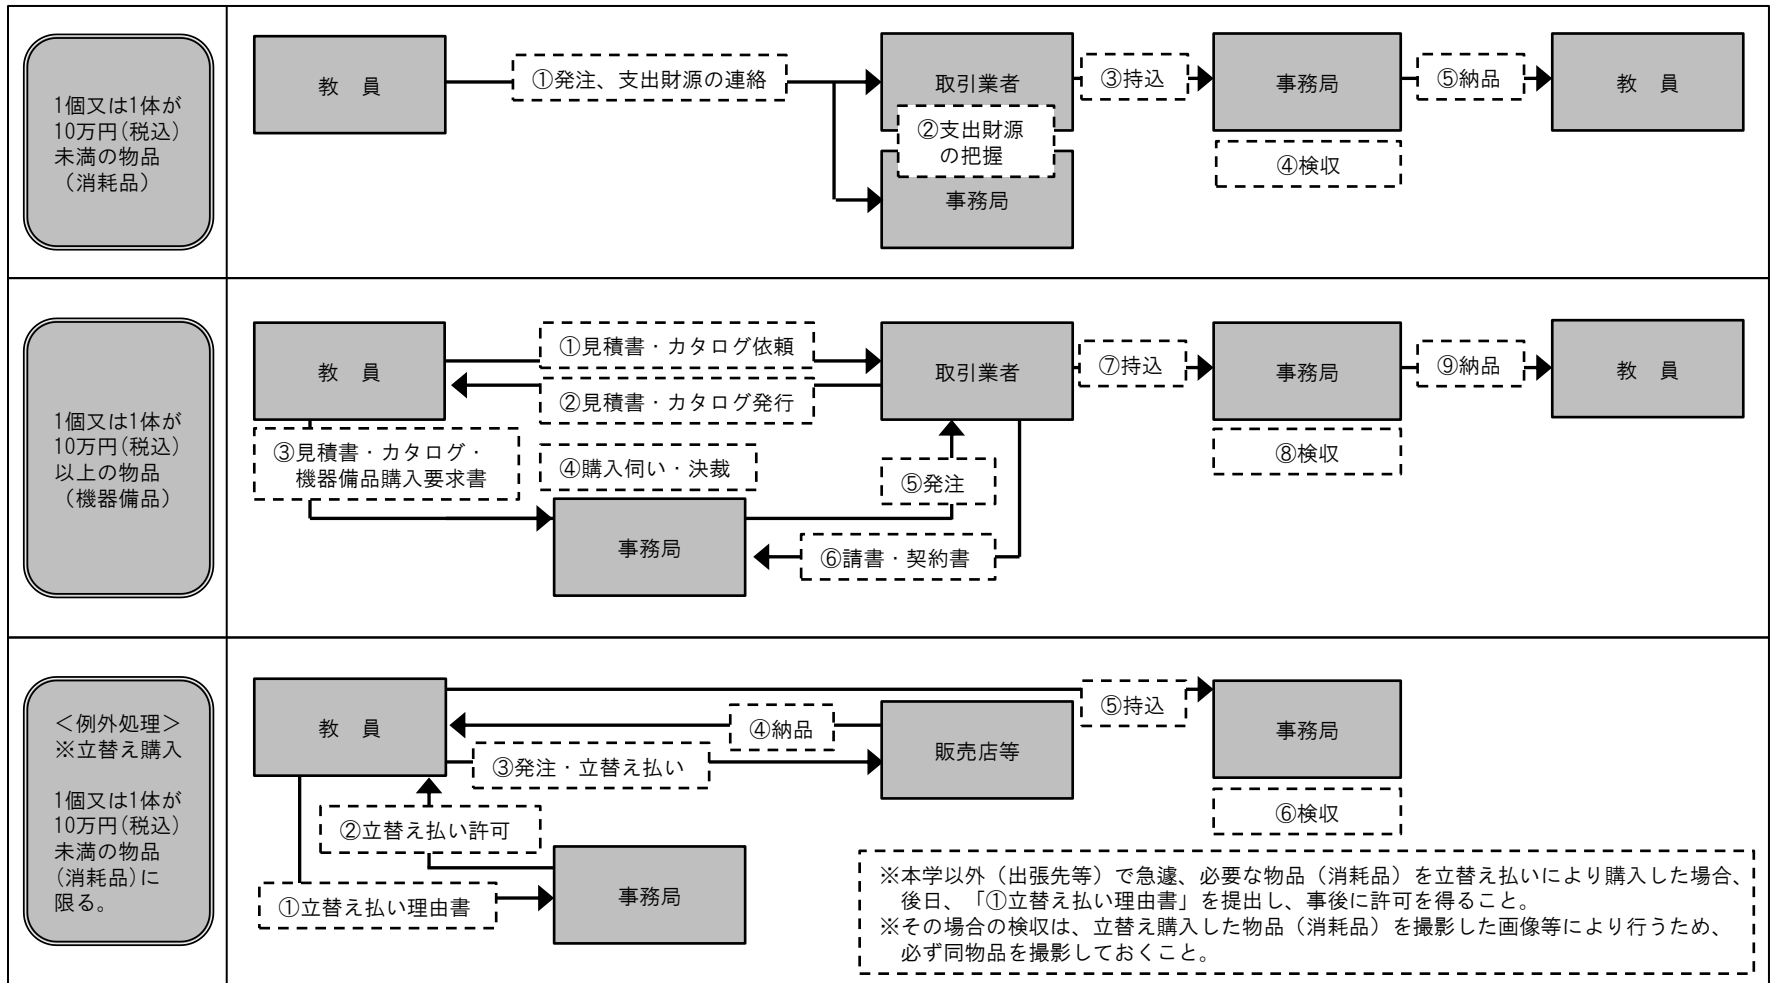 1個又は1体が
10万円(税込)
未満の物品
(消耗品)
教　員
①発注、支出財源の連絡
取引業者
②支出財源
の把握
事務局
③持込
事務局
④検収
⑤納品
教　員
1個又は1体が
10万円(税込)
以上の物品
(機器備品)
教　員
①見積書・カタログ依頼
②見積書・カタログ発行
取引業者
③見積書・カタログ・
機器備品購入要求書
④購入伺い・決裁
事務局
⑤発注
⑥請書・契約書
⑦持込
事務局
⑧検収
⑨納品
教　員
＜例外処理＞
※立替え購入
1個又は1体が
10万円(税込)
未満の物品
(消耗品)に
限る。
教　員
①立替え払い理由書
②立替え払い許可
事務局
③発注・立替え払い
④納品
販売店等
⑤持込
事務局
⑥検収
※本学以外（出張先等）で急遽、必要な物品（消耗品）を立替え払いにより購入した場合、
後日、「①立替え払い理由書」を提出し、事後に許可を得ること。
※その場合の検収は、立替え購入した物品（消耗品）を撮影した画像等により行うため、
必ず同物品を撮影しておくこと。